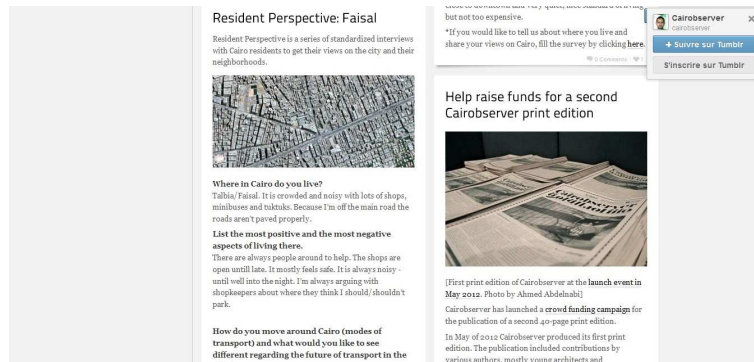 Resident Perspective: Faisal
Resident Perspective is a series of standardized interviews
with Cairo residents to get their views on the city and their
neighborhoods.
Where in Cairo do you live?
Talbia/Faisal. It is crowded and noisy with lots of shops,
minibuses and tuktuks. Because I'm off the main road the
roads aren't paved properly.
List the most positive and the most negative
aspects of living there.
There are always people around to help. The shops are
open untill late. It mostly feels safe. It is always noisy -
until well into the night. I'm always arguing with
shopkeepers about where they think I should/shouldn't
park.
How do you move around Cairo (modes of
transport) and what would you like to see
different regarding the future of transport in the
close to downtown and very quiet, nice standard of living
but not too expensive.
*If you would like to tell us about where you live and
share your views on Cairo, fill the survey by clicking here.
0 Comments
Help raise funds for a second
Cairobserver print edition
[First print edition of Cairobserver at the launch event in
May 2012. Photo by Ahmed Abdelnabi]
Cairobserver has launched a crowd funding campaign for
the publication of a second 40-page print edition.
In May of 2012 Cairobserver produced its first print
edition. The publication included contributions by
various authors, mostly young architects and
Cairobserver
cairobserver
+ Suivre sur Tumblr
S'inscrire sur Tumblr